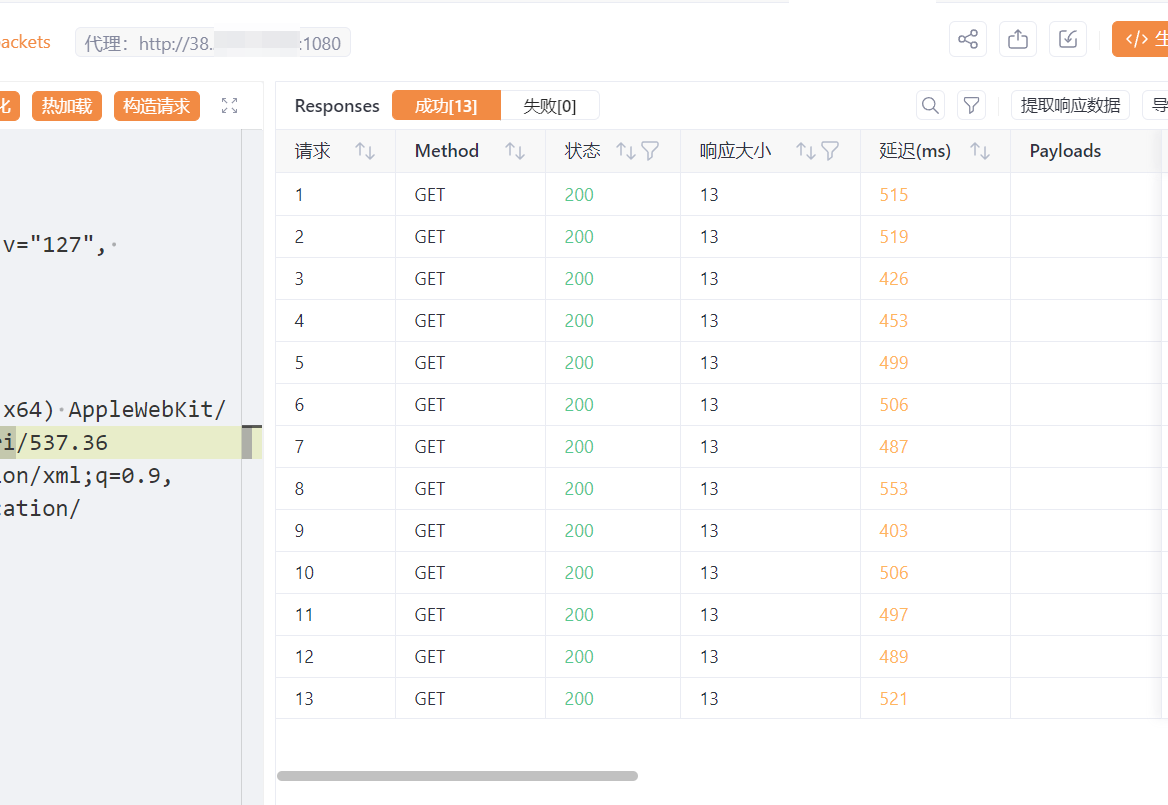 ackets
代理：http://38. :1080
</> 生
化 热加载 构造请求
Responses 成功[13] 失败[0] 提取响应数据 导
请求 Method 状态 响应大小 延迟(ms) Payloads
1 GET 200 13 515
2 GET 200 13 519
3 GET 200 13 426
4 GET 200 13 453
5 GET 200 13 499
6 GET 200 13 506
7 GET 200 13 487
8 GET 200 13 553
9 GET 200 13 403
10 GET 200 13 506
11 GET 200 13 497
12 GET 200 13 489
13 GET 200 13 521
v="127",·
x64)·AppleWebKit/
i/537.36
ion/xml;q=0.9,
cation/